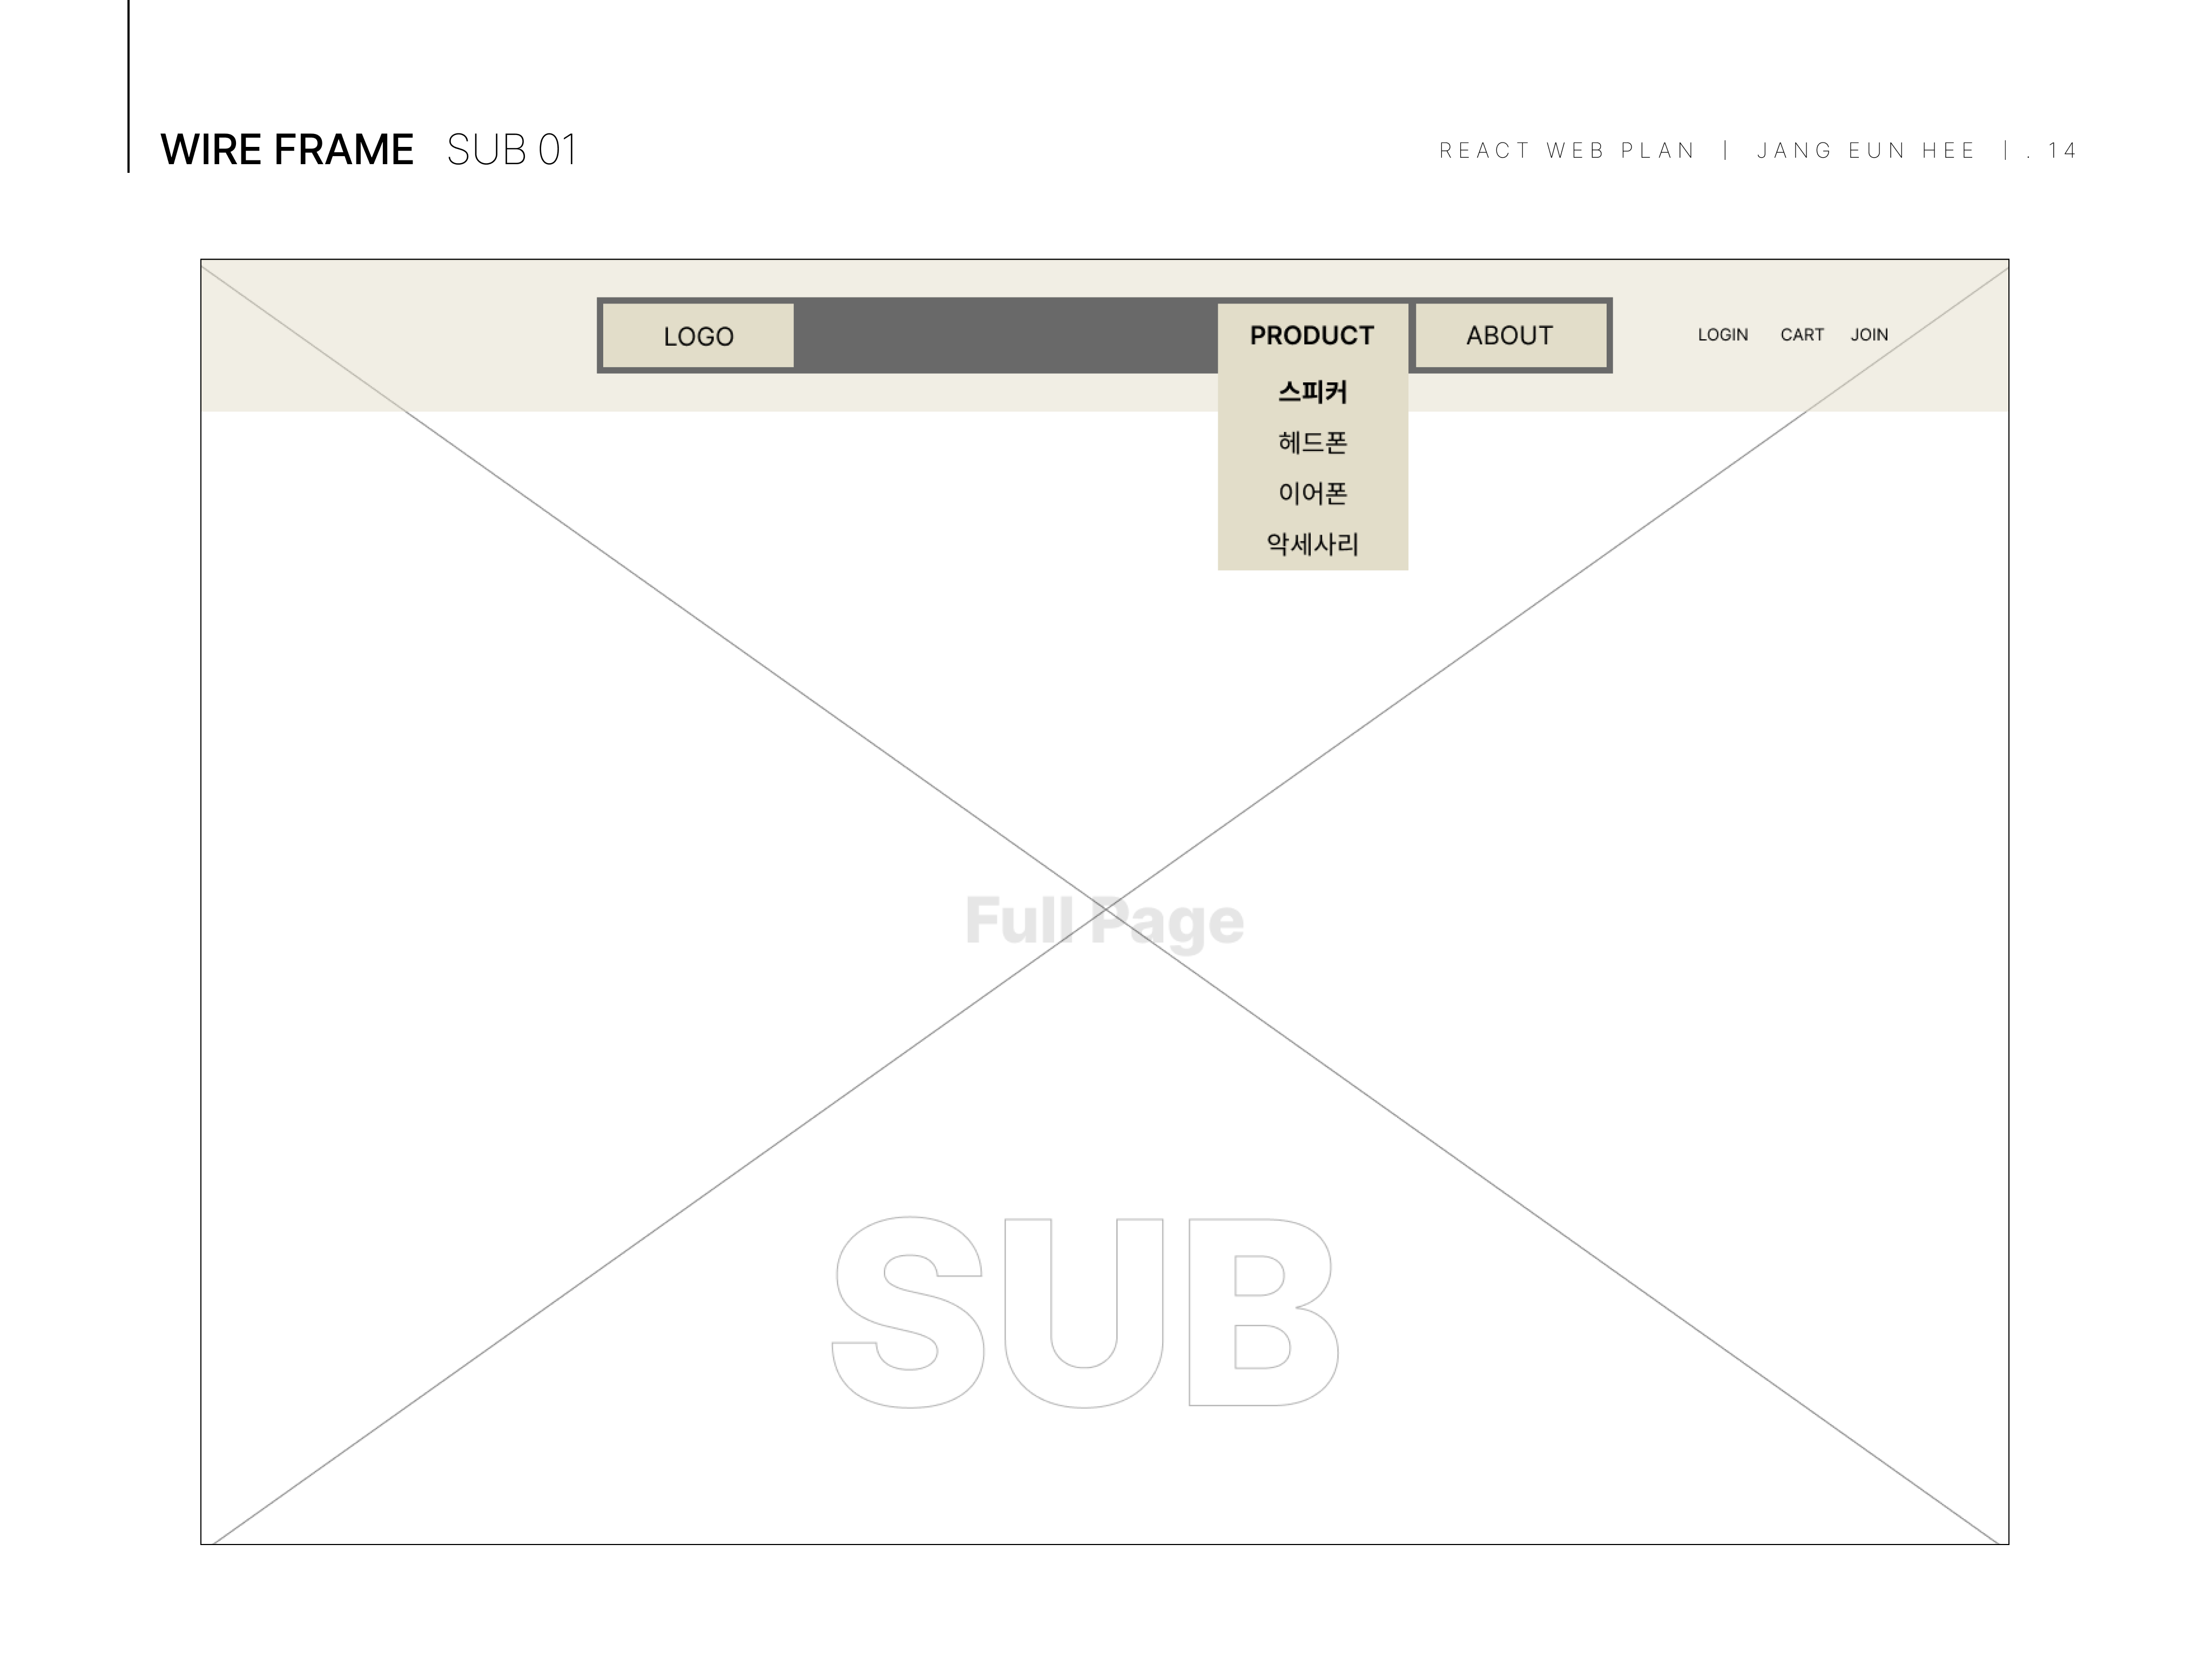 WIRE FRAME SUB 01
REACT WEB PLAN | JANG EUN HEE | . 14
LOGO PRODUCT ABOUT LOGIN CART JOIN
스피커
헤드폰
이어폰
악세사리
Full Page
SUB